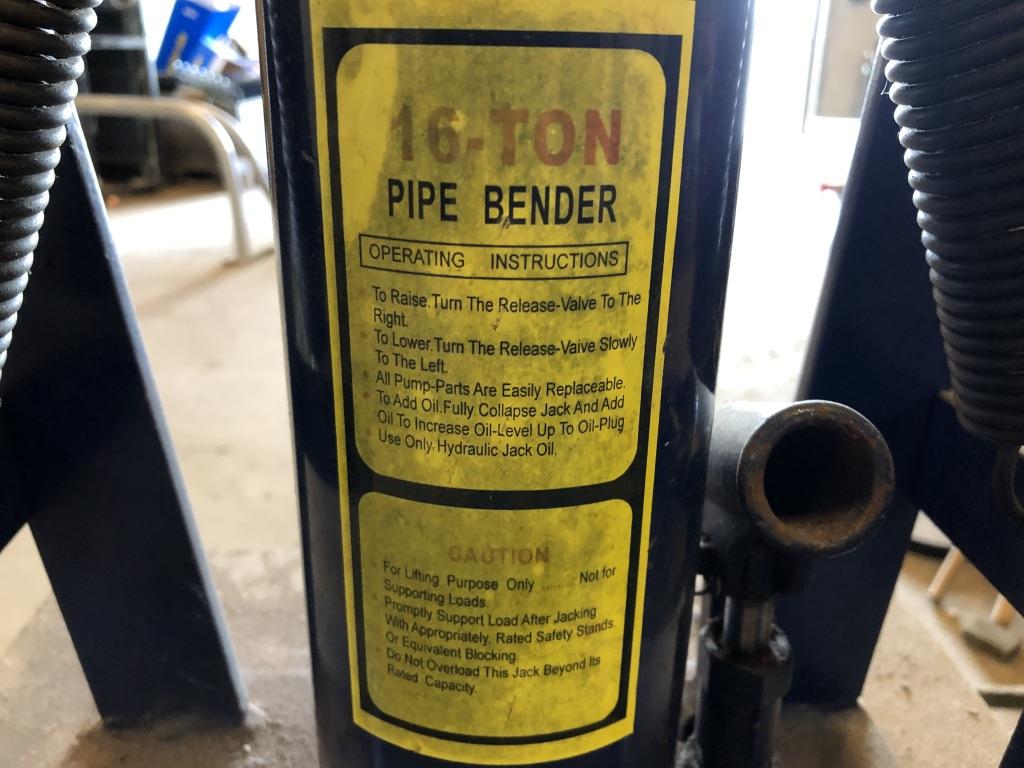 16-TON
PIPE BENDER
OPERATING INSTRUCTIONS
To Raise.Turn The Release-Valve To The
Right.
To Lower.Turn The Release-Vaive Slowly
To The Left.
All Pump-Parts Are Easily Replaceable.
To Add Oil.Fully Collapse Jack And Add
Oil To Increase Oil-Level Up To Oil-Plug
Use Only Hydraulic Jack Oil.
CAUTION
For Lifting Purpose Only ...... Not for
Supporting Loads.
Promptly Support Load After Jacking
With Appropriately, Rated Safety Stands.
Or Equivalent Blocking.
Do Not Overload This Jack Beyond Its
Rated Capacity.